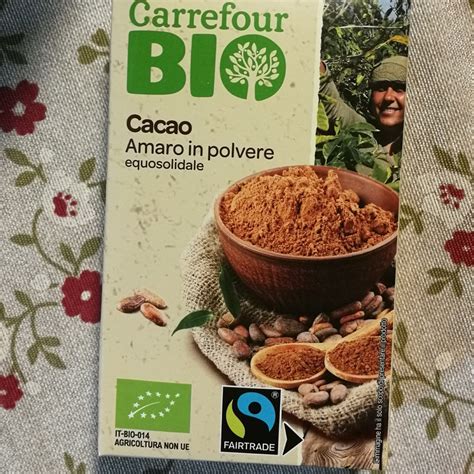 Carrefour
BIO
Cacao
Amaro in polvere
equosolidale
IT-BIO-014
AGRICOLTURA NON UE
FAIRTRADE